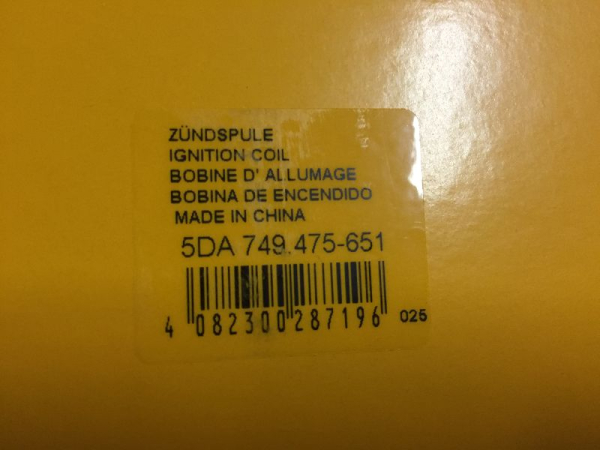 ZÜNDSPULE
IGNITION COIL
BOBINE D' ALLUMAGE
BOBINA DE ENCENDIDO
MADE IN CHINA
5DA 749.475-651
4 082300 287196 025